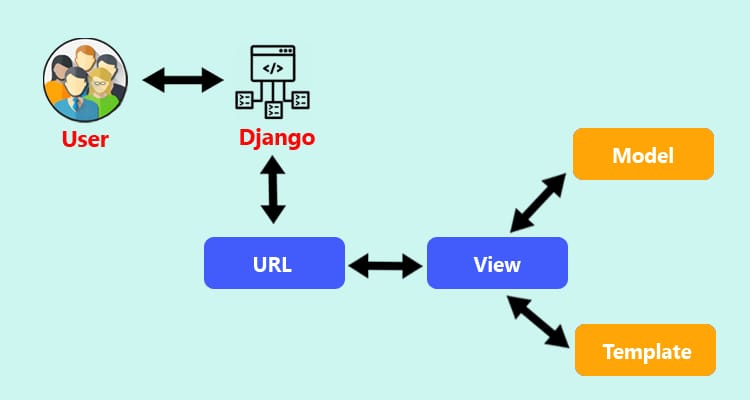 User
Django
Model
URL
View
Template